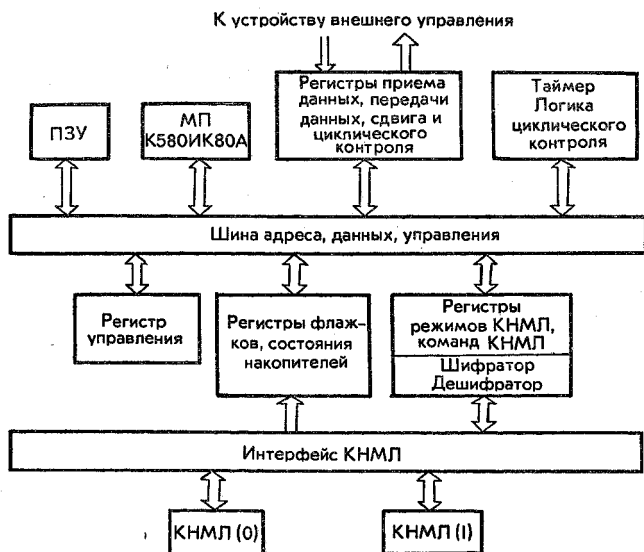 К устройству внешнего управления
ПЗУ
МП
К580ИК80А
Регистры приема
данных, передачи
данных, сдвига и
циклического
контроля
Таймер
Логика
циклического
контроля
Шина адреса, данных, управления
Регистр
управления
Регистры флаж-
ков, состояния
накопителей
Регистры
режимов КНМЛ,
команд КНМЛ
Шифратор
Дешифратор
Интерфейс КНМЛ
КНМЛ (0)
КНМЛ (I)